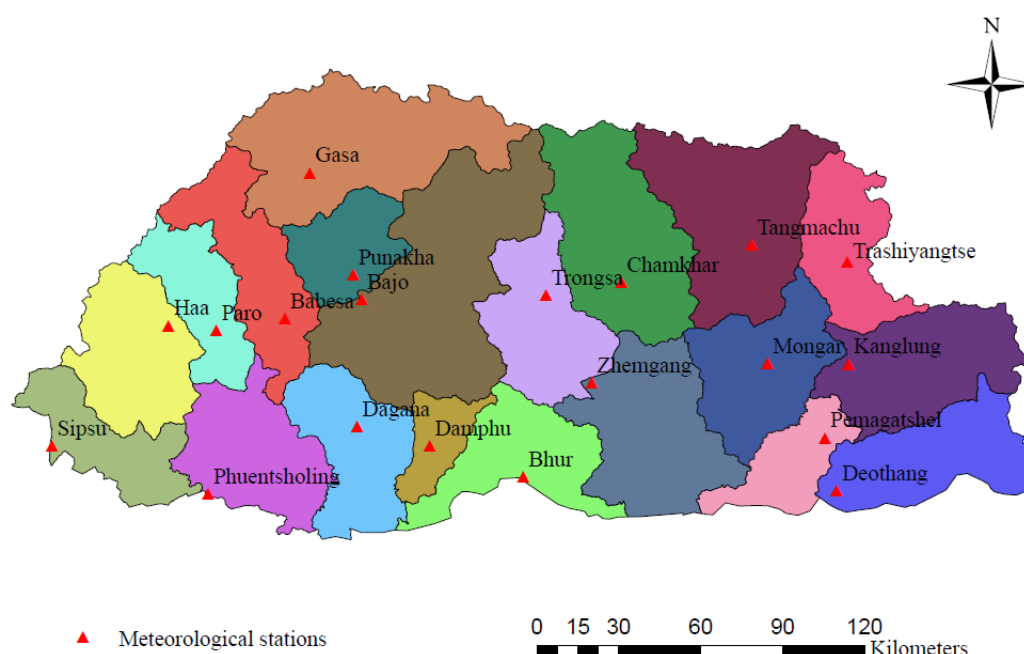 N
Gasa
Tangmachu
Trashiyangtse
Punakha
Bajo
Chamkhar
Trongsa
Haa
Paro
Babesa
Mongar
Kanglung
Zhemgang
Dagana
Damphu
Pemagatshel
Sipsu
Bhur
Phuentsholing
Deothang
Meteorological stations
0 15 30 60 90 120
Kilometers